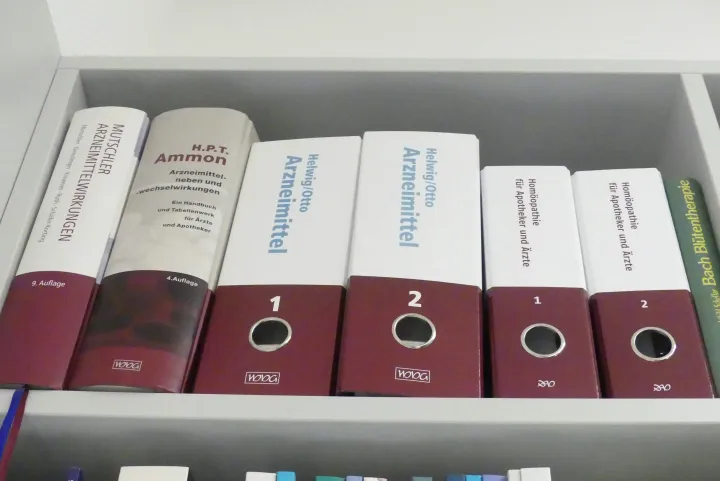 MUTSCHLER
ARZNEIMITTELWIRKUNGEN
9. Auflage
H.P.T.
Ammon
Arzneimittel-
neben und
-wechselwirkungen
Ein Handbuch
und Tabellenwerk
für Ärzte
und Apotheker
4. Auflage
WVG
Helwig/Otto
Arzneimittel
1
WVG
Helwig/Otto
Arzneimittel
2
WVG
Homöopathie
für Apotheker und Ärzte
1
DAV
Homöopathie
für Apotheker und Ärzte
2
DAV
Bach Blütentherapie